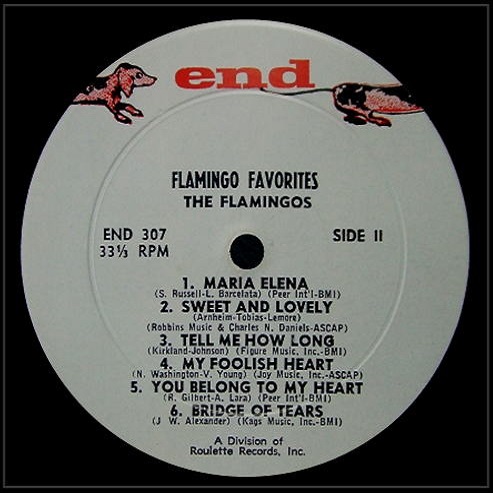 end
FLAMINGO FAVORITES
THE FLAMINGOS
END 307
33⅓ RPM
SIDE II
1. MARIA ELENA
(S. Russell-L. Barcelata) (Peer Int'l-BMI)
2. SWEET AND LOVELY
(Arnheim-Tobias-Lemore)
(Robbins Music & Charles N. Daniels-ASCAP)
3. TELL ME HOW LONG
(Kirkland-Johnson) (Figure Music, Inc.-BMI)
4. MY FOOLISH HEART
(N. Washington-V. Young) (Joy Music, Inc.-ASCAP)
5. YOU BELONG TO MY HEART
(R. Gilbert-A. Lara) (Peer Int'l-BMI)
6. BRIDGE OF TEARS
(J W. Alexander) (Kags Music, Inc.-BMI)
A Division of
Roulette Records, Inc.